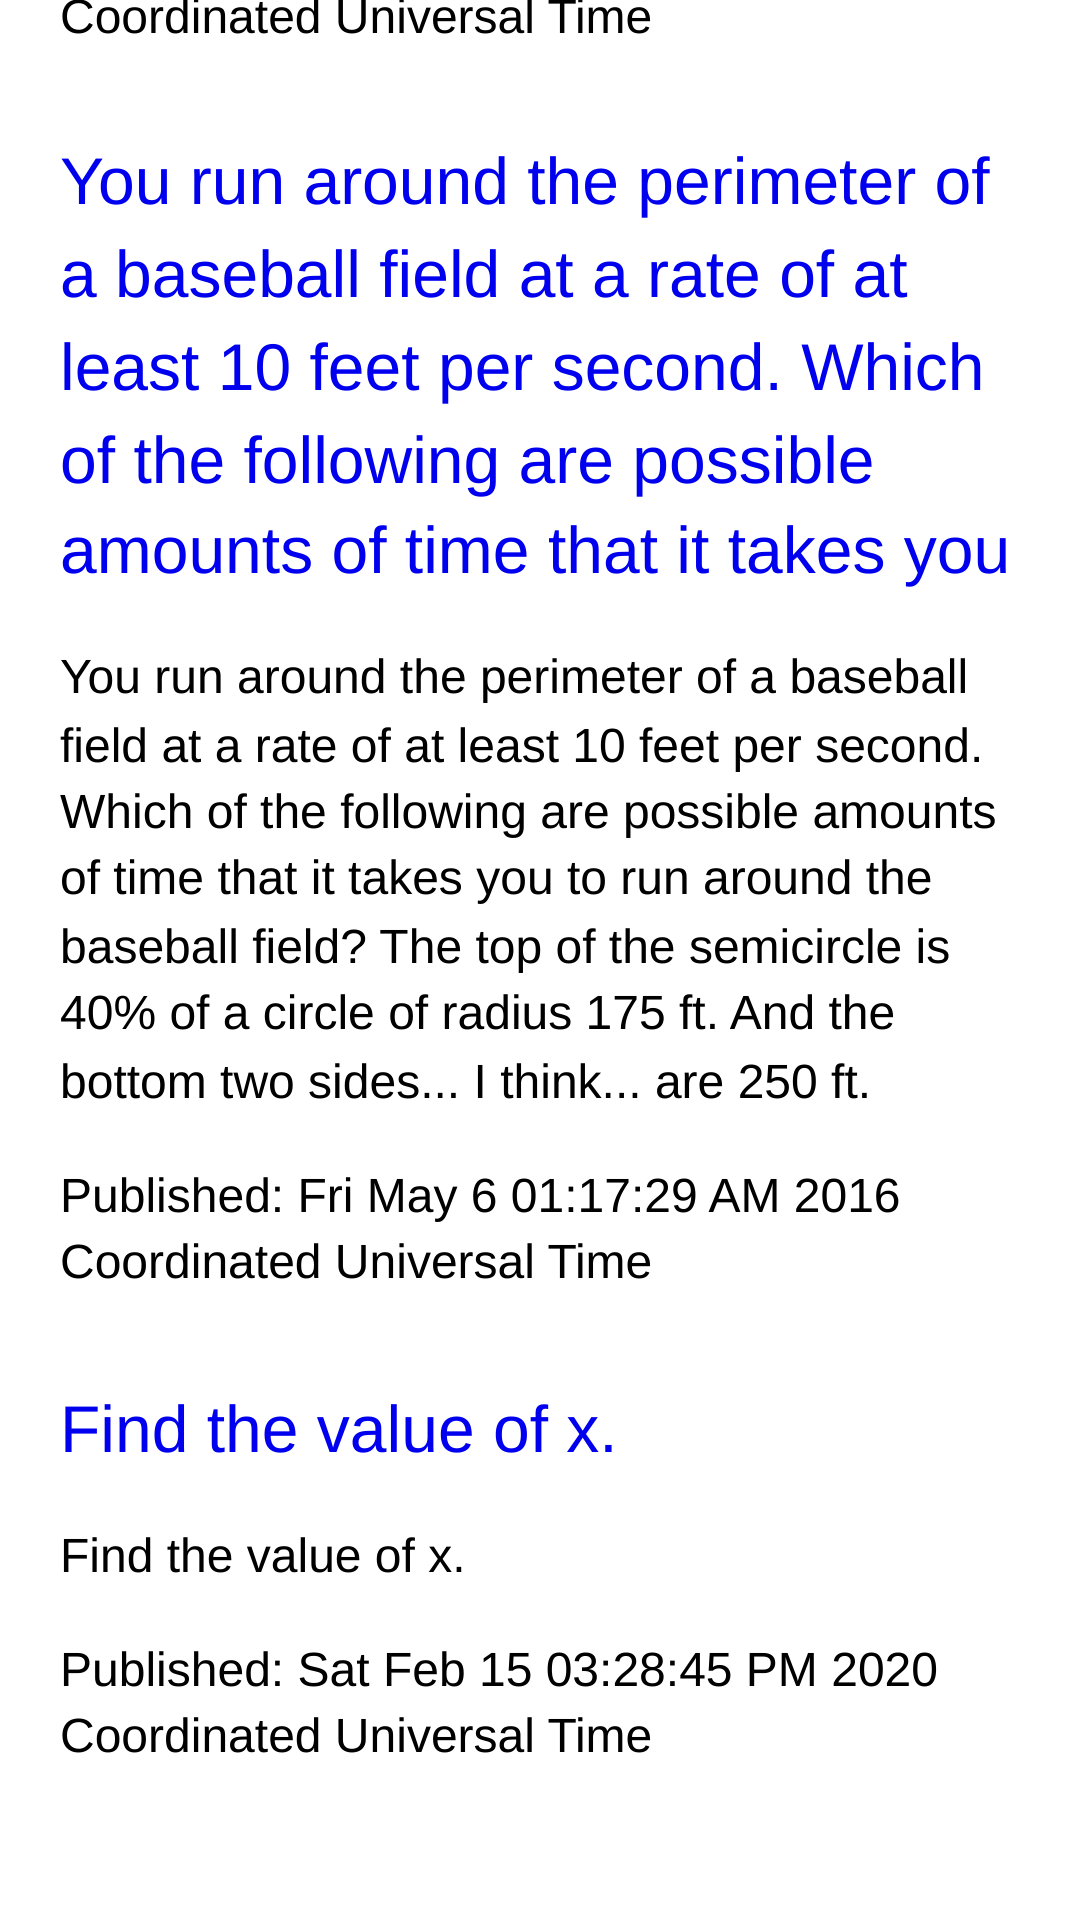 Coordinated Universal Time
You run around the perimeter of
a baseball field at a rate of at
least 10 feet per second. Which
of the following are possible
amounts of time that it takes you
You run around the perimeter of a baseball
field at a rate of at least 10 feet per second.
Which of the following are possible amounts
of time that it takes you to run around the
baseball field? The top of the semicircle is
40% of a circle of radius 175 ft. And the
bottom two sides... I think... are 250 ft.
Published: Fri May 6 01:17:29 AM 2016
Coordinated Universal Time
Find the value of x.
Find the value of x.
Published: Sat Feb 15 03:28:45 PM 2020
Coordinated Universal Time